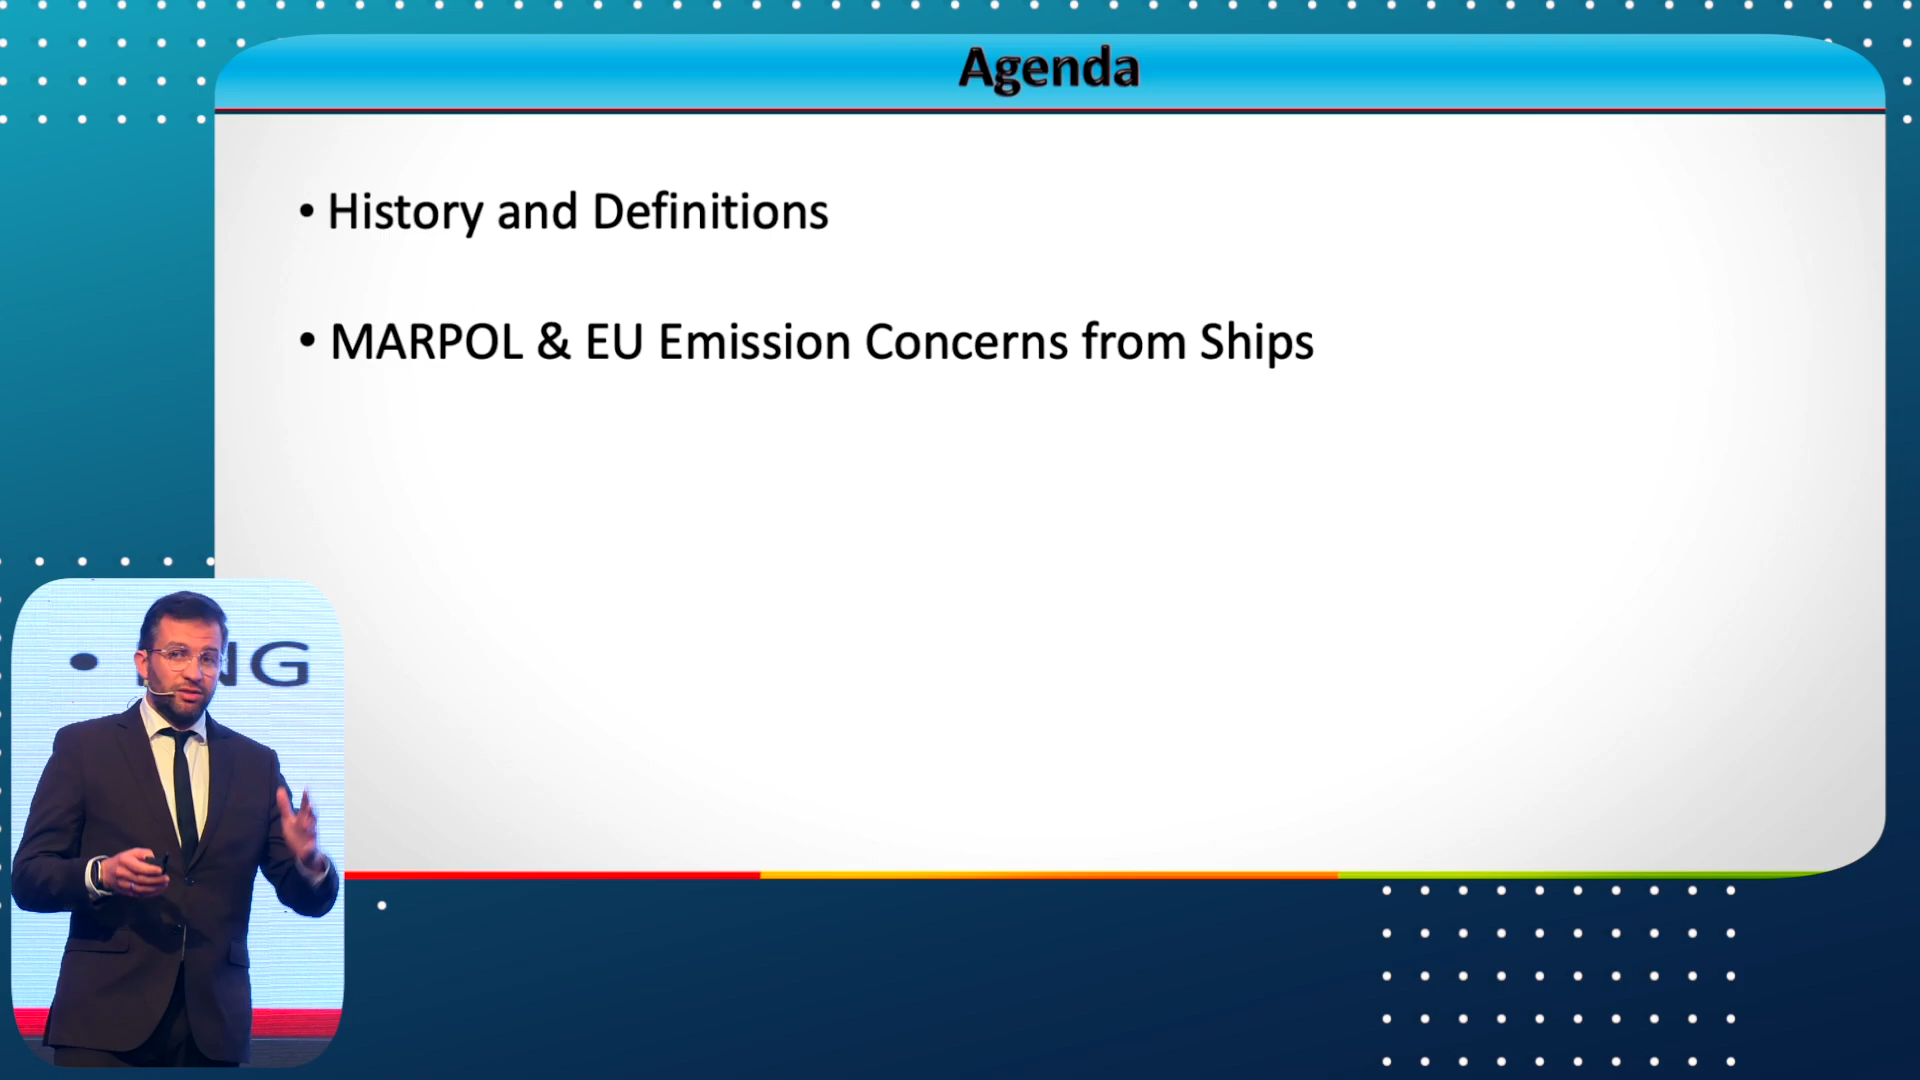 Agenda
• History and Definitions
• MARPOL & EU Emission Concerns from Ships